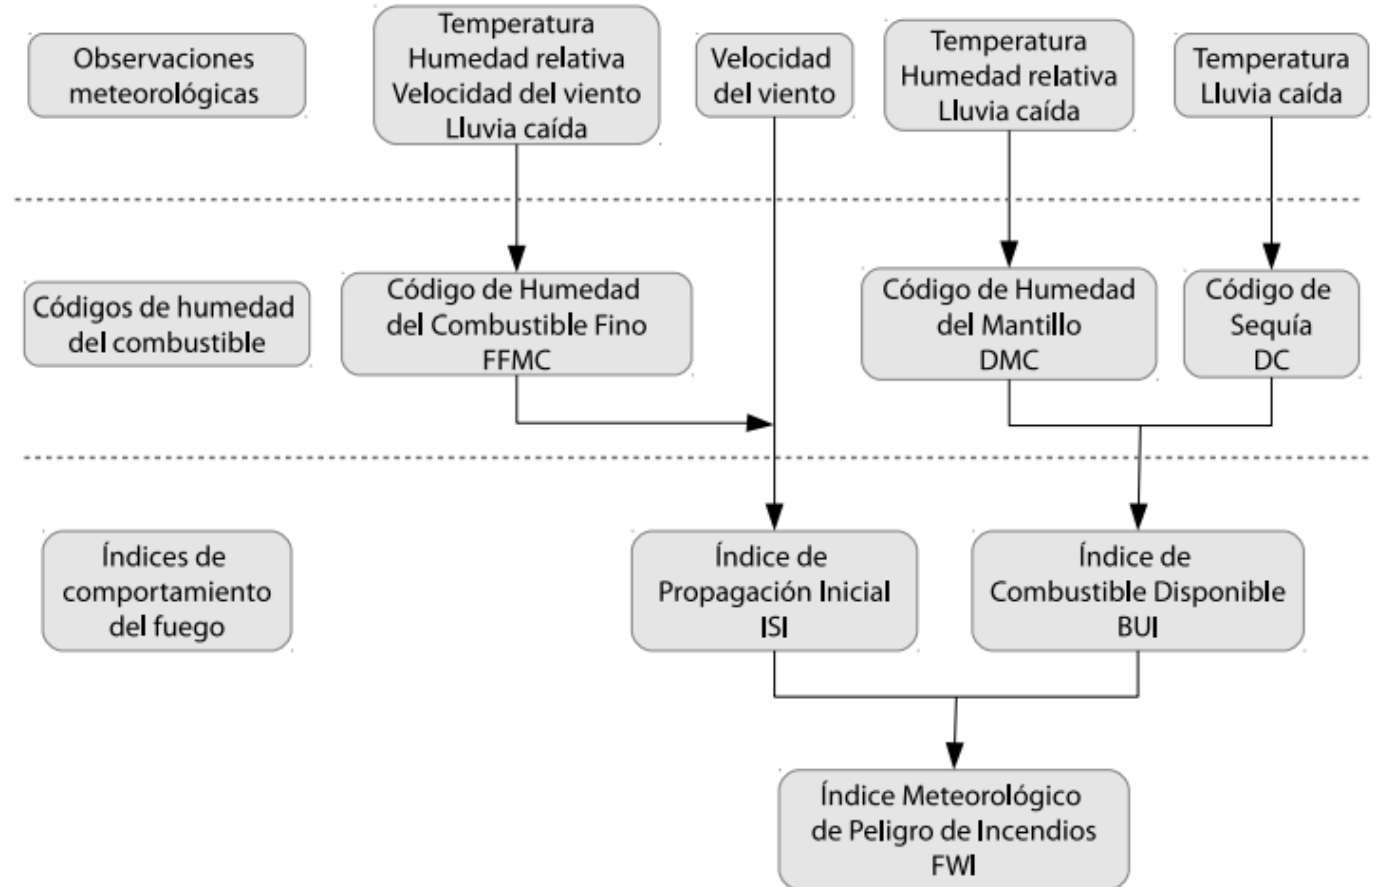 Observaciones
meteorológicas
Temperatura
Humedad relativa
Velocidad del viento
Lluvia caída
Velocidad
del viento
Temperatura
Humedad relativa
Lluvia caída
Temperatura
Lluvia caída
Códigos de humedad
del combustible
Código de Humedad
del Combustible Fino
FFMC
Código de Humedad
del Mantillo
DMC
Código de
Sequía
DC
Índices de
comportamiento
del fuego
Índice de
Propagación Inicial
ISI
Índice de
Combustible Disponible
BUI
Índice Meteorológico
de Peligro de Incendios
FWI